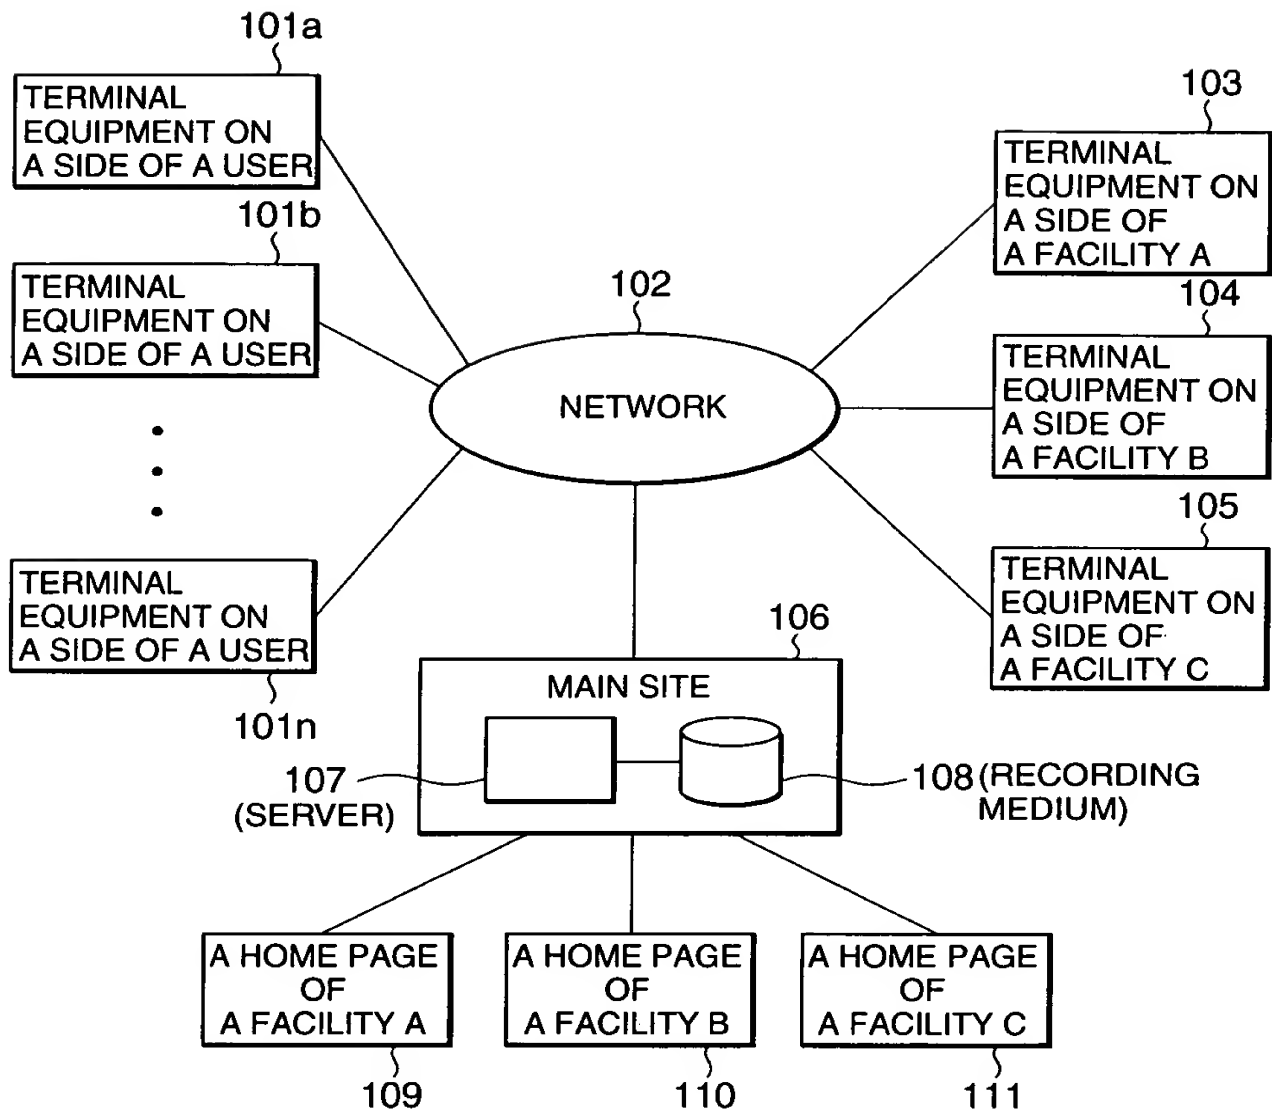 101a
TERMINAL
EQUIPMENT ON
A SIDE OF A USER
101b
TERMINAL
EQUIPMENT ON
A SIDE OF A USER
TERMINAL
EQUIPMENT ON
A SIDE OF A USER
101n
102
NETWORK
103
TERMINAL
EQUIPMENT ON
A SIDE OF
A FACILITY A
104
TERMINAL
EQUIPMENT ON
A SIDE OF
A FACILITY B
105
TERMINAL
EQUIPMENT ON
A SIDE OF
A FACILITY C
106
MAIN SITE
107
(SERVER)
108 (RECORDING
MEDIUM)
A HOME PAGE
OF
A FACILITY A
109
A HOME PAGE
OF
A FACILITY B
110
A HOME PAGE
OF
A FACILITY C
111